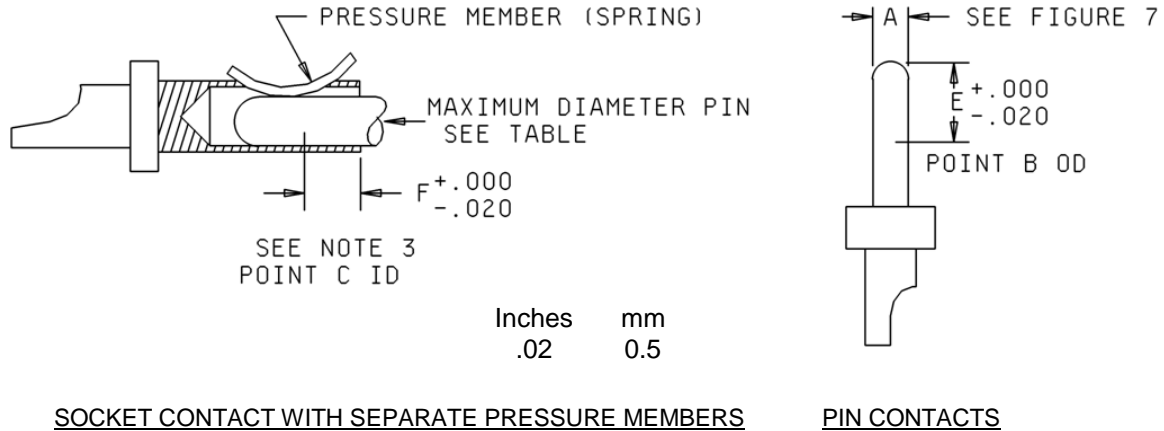 PRESSURE MEMBER (SPRING)
MAXIMUM DIAMETER PIN
SEE TABLE
F +.000
-.020
SEE NOTE 3
POINT C ID
A SEE FIGURE 7
E +.000
-.020
POINT B OD
Inches mm
.02 0.5
SOCKET CONTACT WITH SEPARATE PRESSURE MEMBERS PIN CONTACTS